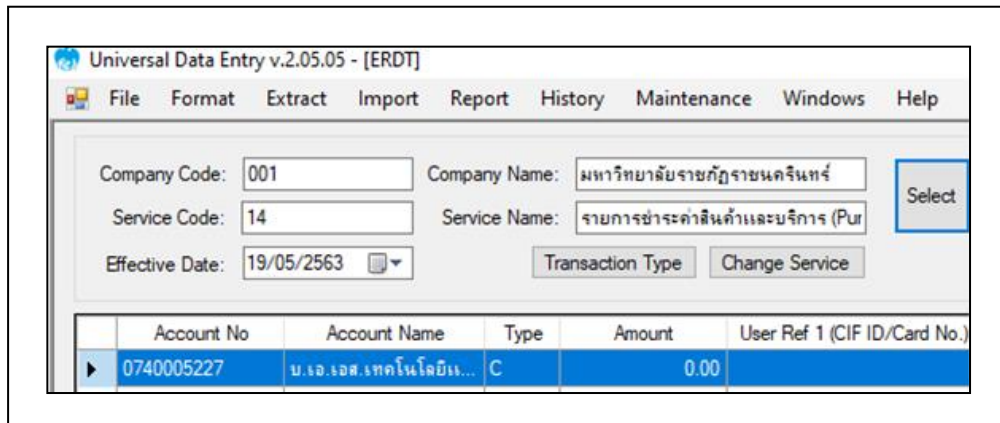 Universal Data Entry v.2.05.05 - [ERDT]
File Format Extract Import Report History Maintenance Windows Help
Company Code: 001 Company Name: มหาวิทยาลัยราชภัฏราชนครินทร์ Select
Service Code: 14 Service Name: รายการชำระค่าสินค้าและบริการ (Pur
Effective Date: 19/05/2563 Transaction Type Change Service
Account No Account Name Type Amount User Ref 1 (CIF ID/Card No.)
0740005227 บ.เอ.เอส.เทคโนโลยีแ... C 0.00